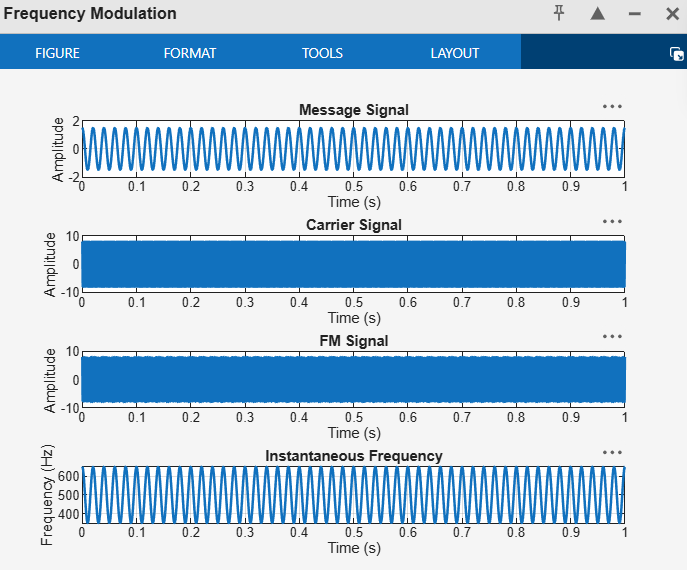 Frequency Modulation
FIGURE FORMAT TOOLS LAYOUT
Message Signal
Amplitude
2
0
-2
0 0.1 0.2 0.3 0.4 0.5 0.6 0.7 0.8 0.9 1
Time (s)
Carrier Signal
Amplitude
10
0
-10
0 0.1 0.2 0.3 0.4 0.5 0.6 0.7 0.8 0.9 1
Time (s)
FM Signal
Amplitude
10
0
-10
0 0.1 0.2 0.3 0.4 0.5 0.6 0.7 0.8 0.9 1
Time (s)
Instantaneous Frequency
Frequency (Hz)
600
500
400
0 0.1 0.2 0.3 0.4 0.5 0.6 0.7 0.8 0.9 1
Time (s)